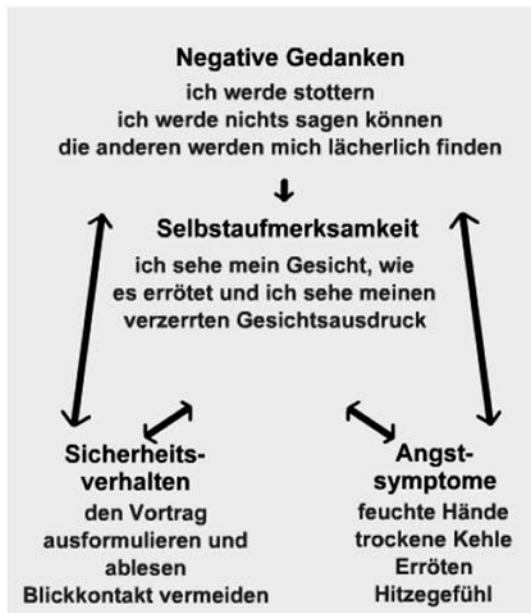 Negative Gedanken
ich werde stottern
ich werde nichts sagen können
die anderen werden mich lächerlich finden
Selbstaufmerksamkeit
ich sehe mein Gesicht, wie
es errötet und ich sehe meinen
verzerrten Gesichtsausdruck
Sicherheits-
verhalten
den Vortrag
ausformulieren und
ablesen
Blickkontakt vermeiden
Angst-
symptome
feuchte Hände
trockene Kehle
Erröten
Hitzegefühl